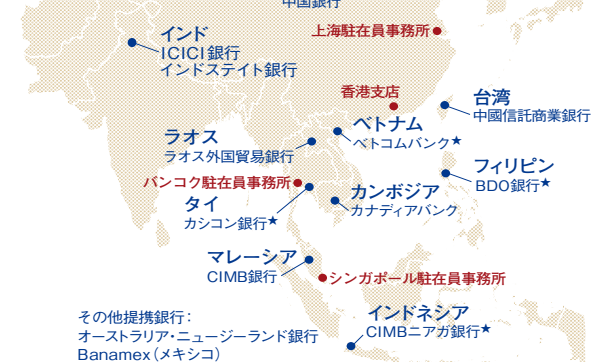 中国銀行
インド
ICICI銀行
インドステイト銀行
上海駐在員事務所
香港支店
台湾
中國信託商業銀行
ベトナム
ベトコムバンク★
ラオス
ラオス外国貿易銀行
フィリピン
BDO銀行★
バンコク駐在員事務所
タイ
カシコン銀行★
カンボジア
カナディアバンク
マレーシア
CIMB銀行
シンガポール駐在員事務所
インドネシア
CIMBニアガ銀行★
その他提携銀行：
オーストラリア・ニュージーランド銀行
Banamex（メキシコ）